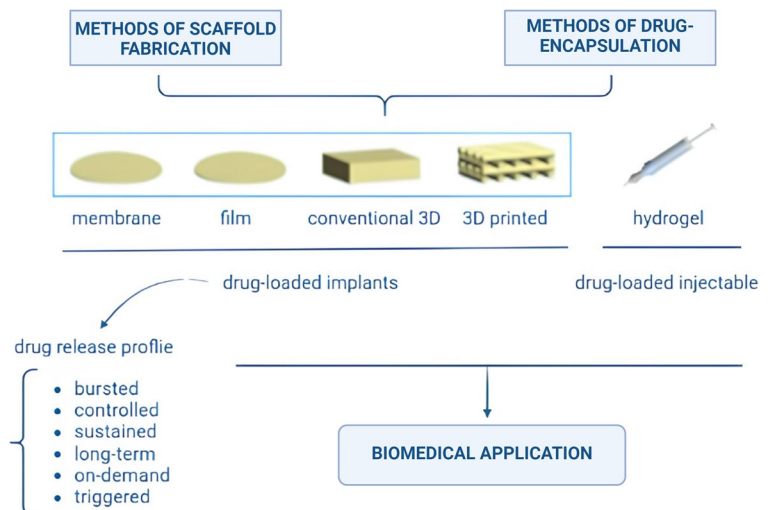 METHODS OF SCAFFOLD
FABRICATION
METHODS OF DRUG-
ENCAPSULATION
membrane
film
conventional 3D
3D printed
hydrogel
drug-loaded implants
drug-loaded injectable
drug release proflie
• bursted
• controlled
• sustained
• long-term
• on-demand
• triggered
BIOMEDICAL APPLICATION